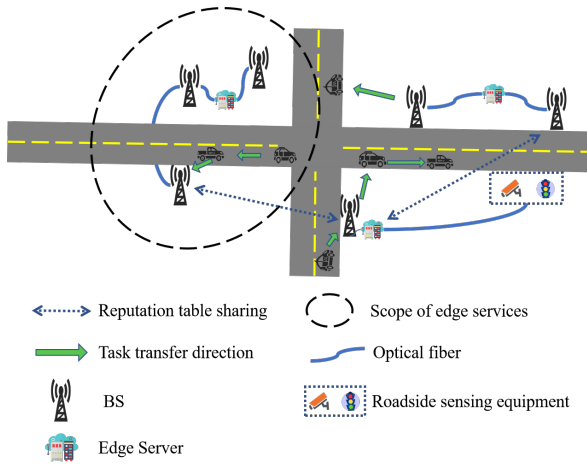 Reputation table sharing
Scope of edge services
Task transfer direction
Optical fiber
BS
Roadside sensing equipment
Edge Server